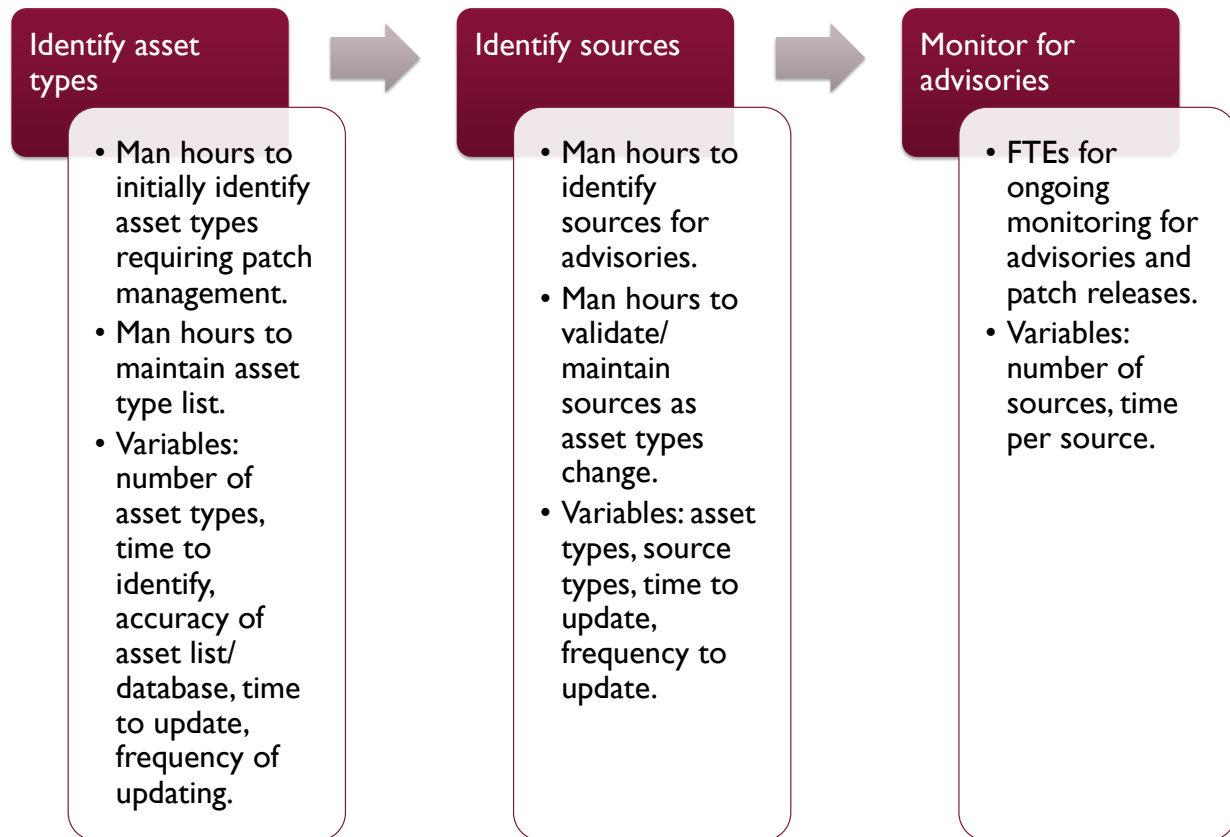 Identify asset
types
• Man hours to
initially identify
asset types
requiring patch
management.
• Man hours to
maintain asset
type list.
• Variables:
number of
asset types,
time to
identify,
accuracy of
asset list/
database, time
to update,
frequency of
updating.
Identify sources
• Man hours to
identify
sources for
advisories.
• Man hours to
validate/
maintain
sources as
asset types
change.
• Variables: asset
types, source
types, time to
update,
frequency to
update.
Monitor for
advisories
• FTEs for
ongoing
monitoring for
advisories and
patch releases.
• Variables:
number of
sources, time
per source.